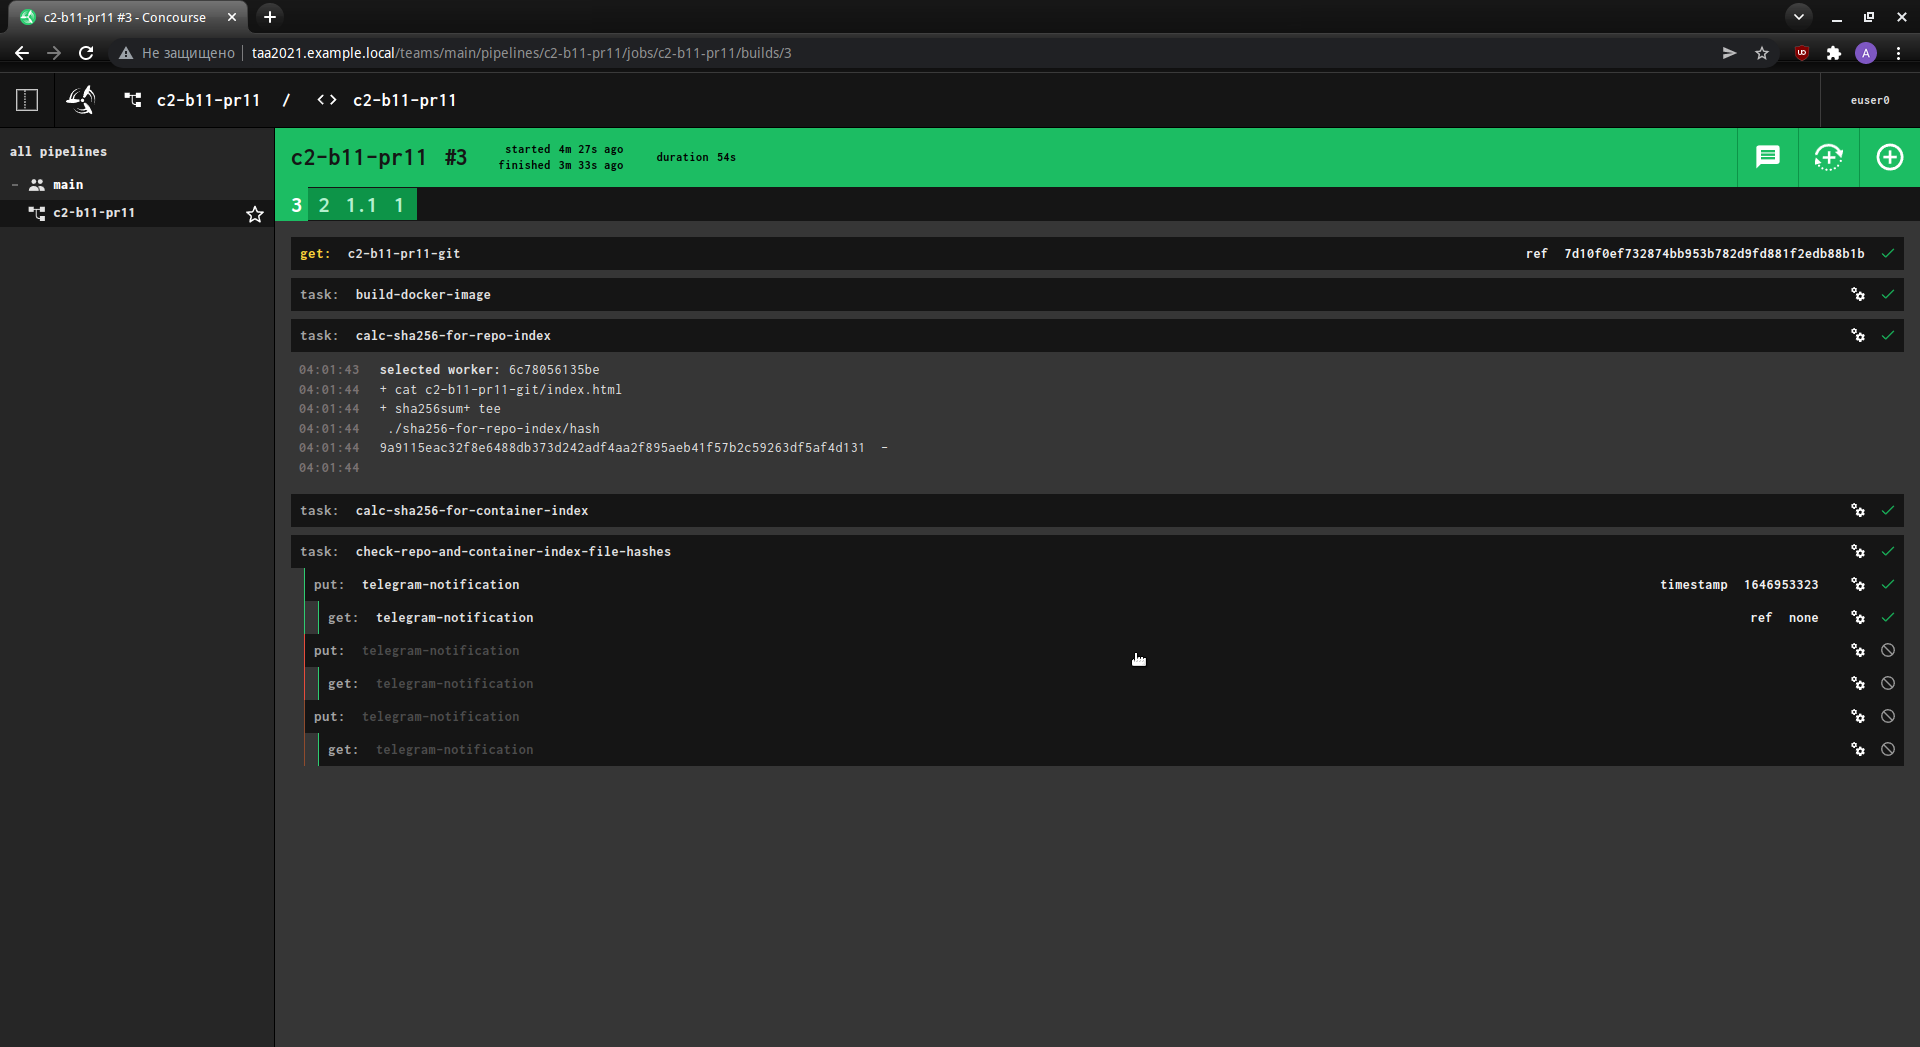 c2-b11-pr11 #3 - Concourse
Не защищено taa2021.example.local/teams/main/pipelines/c2-b11-pr11/jobs/c2-b11-pr11/builds/3
A
c2-b11-pr11 / c2-b11-pr11
euser0
all pipelines
main
c2-b11-pr11
c2-b11-pr11 #3
started 4m 27s ago
finished 3m 33s ago
duration 54s
3 2 1.1 1
get: c2-b11-pr11-git ref 7d10f0ef732874bb953b782d9fd881f2edb88b1b
task: build-docker-image
task: calc-sha256-for-repo-index
04:01:43 selected worker: 6c78056135be
04:01:44 + cat c2-b11-pr11-git/index.html
04:01:44 + sha256sum+ tee
04:01:44 ./sha256-for-repo-index/hash
04:01:44 9a9115eac32f8e6488db373d242adf4aa2f895aeb41f57b2c59263df5af4d131 -
04:01:44
task: calc-sha256-for-container-index
task: check-repo-and-container-index-file-hashes
put: telegram-notification timestamp 1646953323
get: telegram-notification ref none
put: telegram-notification
get: telegram-notification
put: telegram-notification
get: telegram-notification